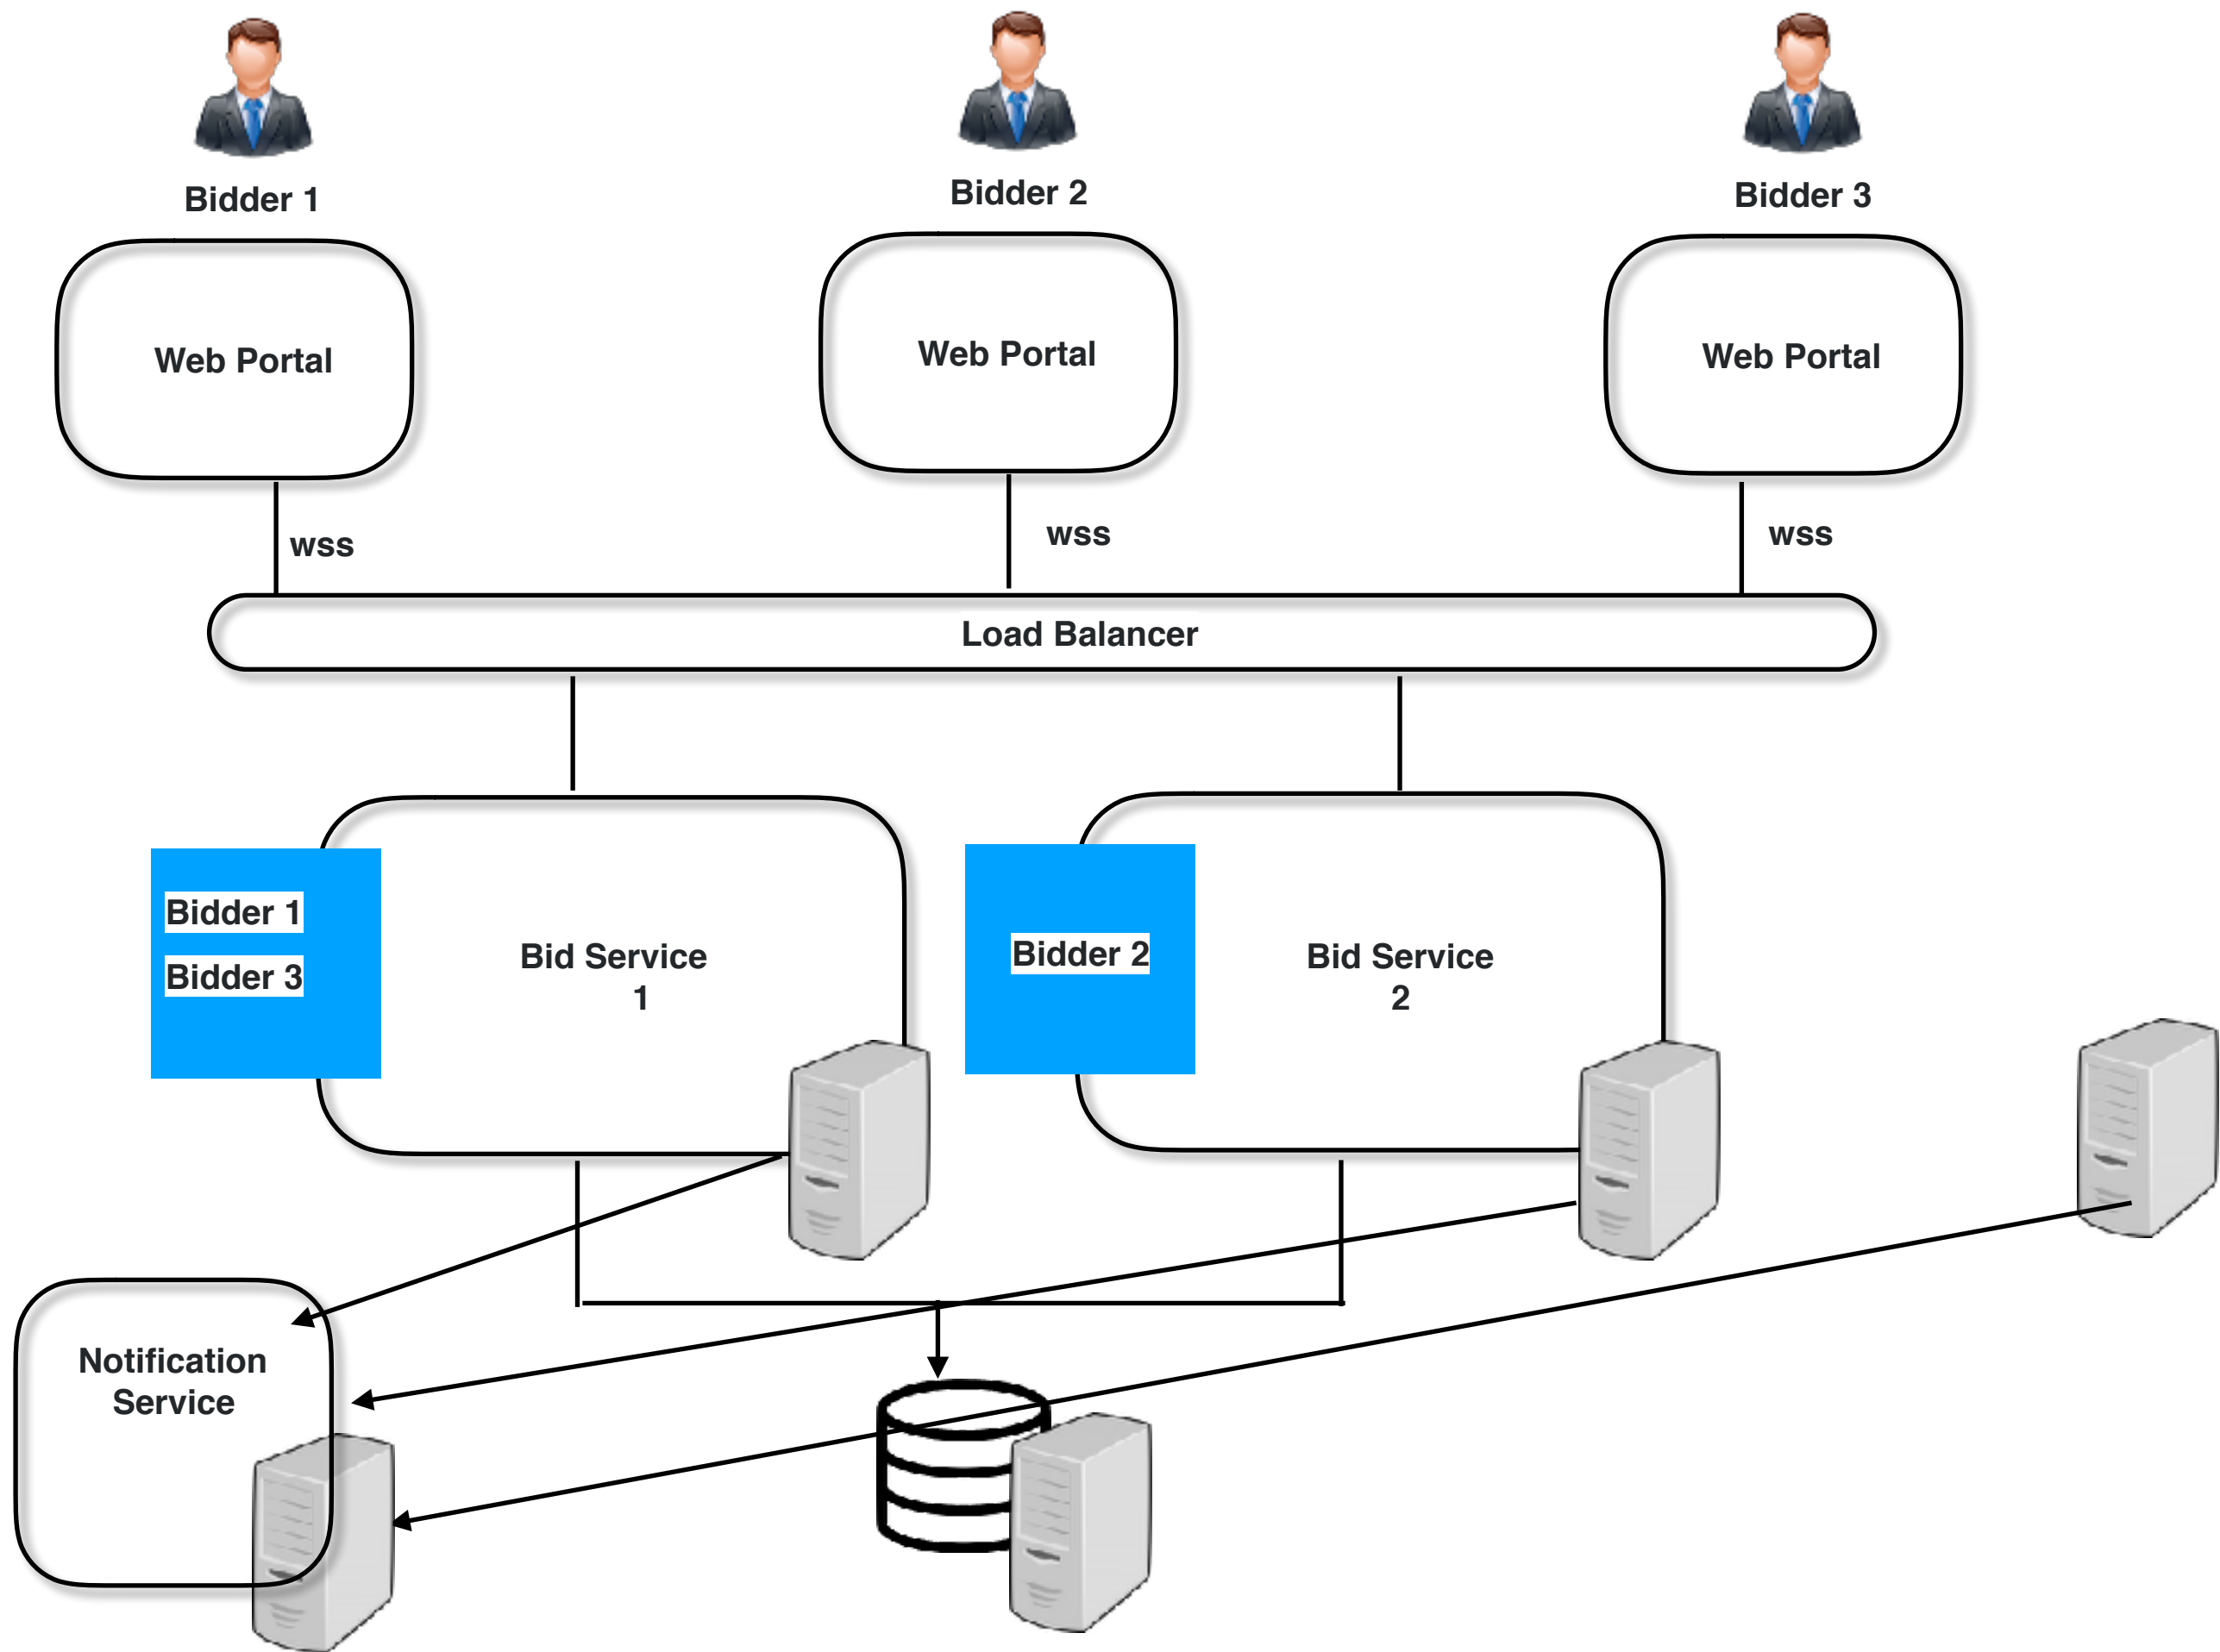 Bidder 1
Bidder 2
Bidder 3
Web Portal
Web Portal
Web Portal
wss
wss
wss
Load Balancer
Bidder 1
Bidder 3
Bid Service
1
Bidder 2
Bid Service
2
Notification
Service